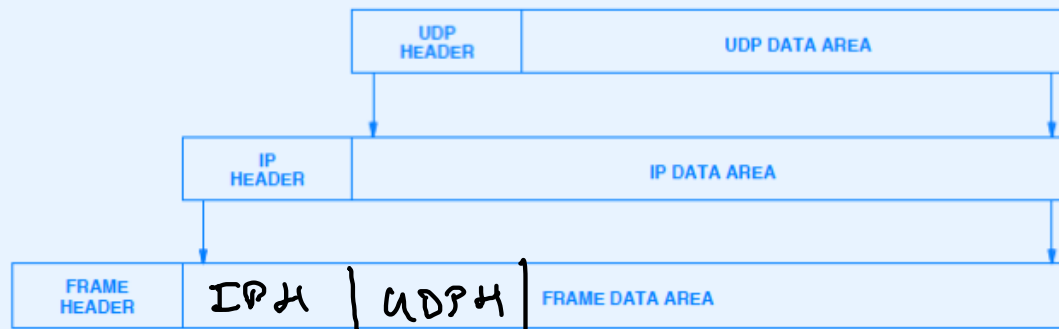 UDP
HEADER
UDP DATA AREA
IP
HEADER
IP DATA AREA
FRAME
HEADER
IPH
UDPH
FRAME DATA AREA